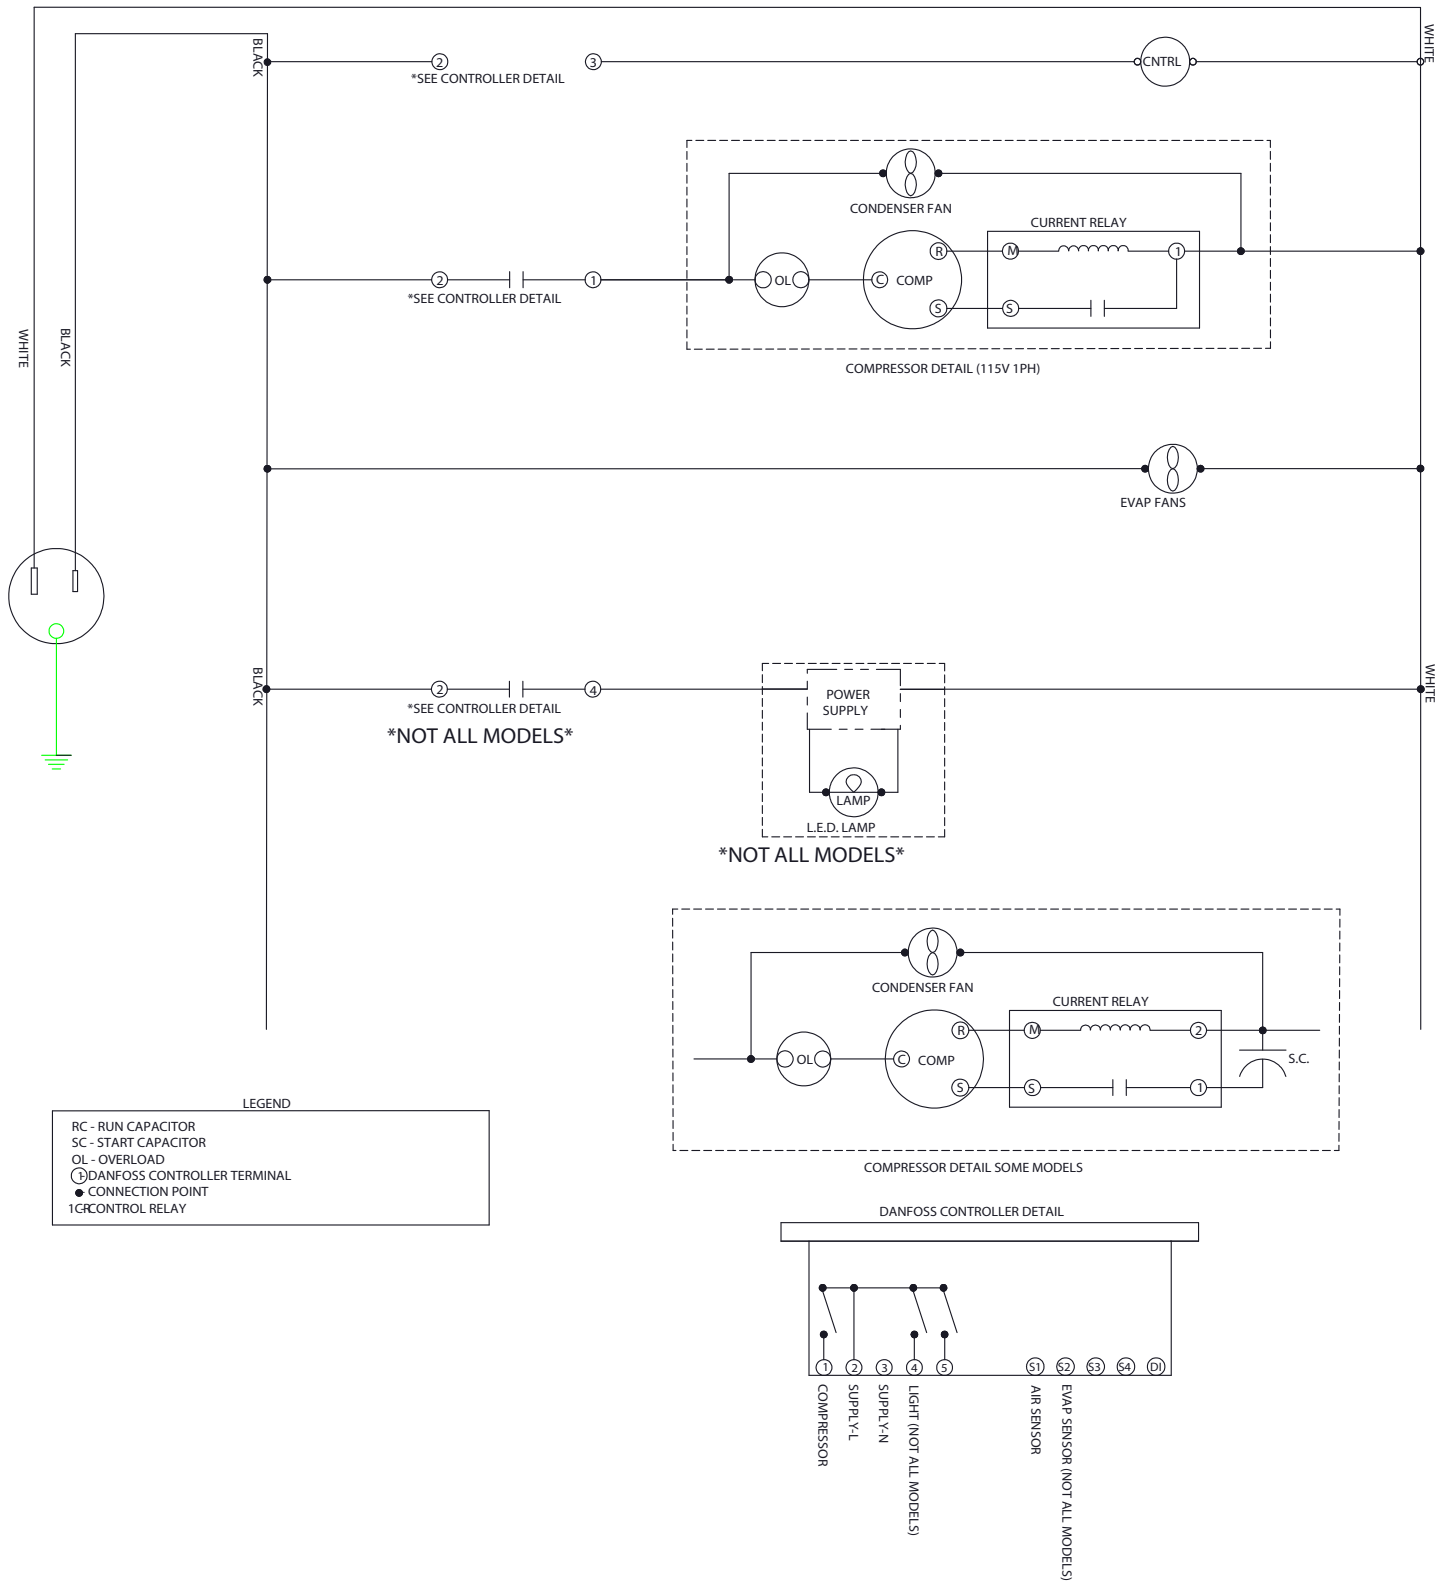 BLACK
WHITE
2
3
CNTRL
*SEE CONTROLLER DETAIL
CONDENSER FAN
CURRENT RELAY
R
M
1
2
1
OL
C
COMP
*SEE CONTROLLER DETAIL
S
S
WHITE
BLACK
COMPRESSOR DETAIL (115V 1PH)
EVAP FANS
BLACK
WHITE
2
4
POWER
SUPPLY
*SEE CONTROLLER DETAIL
*NOT ALL MODELS*
LAMP
L.E.D. LAMP
*NOT ALL MODELS*
CONDENSER FAN
CURRENT RELAY
R
M
2
OL
C
COMP
S.C.
S
S
1
COMPRESSOR DETAIL SOME MODELS
LEGEND
RC - RUN CAPACITOR
SC - START CAPACITOR
OL - OVERLOAD
1 - DANFOSS CONTROLLER TERMINAL
- CONNECTION POINT
1CR - CONTROL RELAY
DANFOSS CONTROLLER DETAIL
1
2
3
4
5
S1
S2
S3
S4
DI
COMPRESSOR
SUPPLY-L
SUPPLY-N
LIGHT (NOT ALL MODELS)
AIR SENSOR
EVAP SENSOR (NOT ALL MODELS)